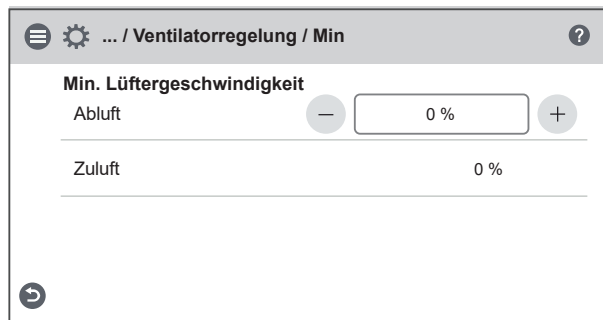 ... / Ventilatorregelung / Min ?
Min. Lüftergeschwindigkeit
Abluft − 0 % +
Zuluft 0 %